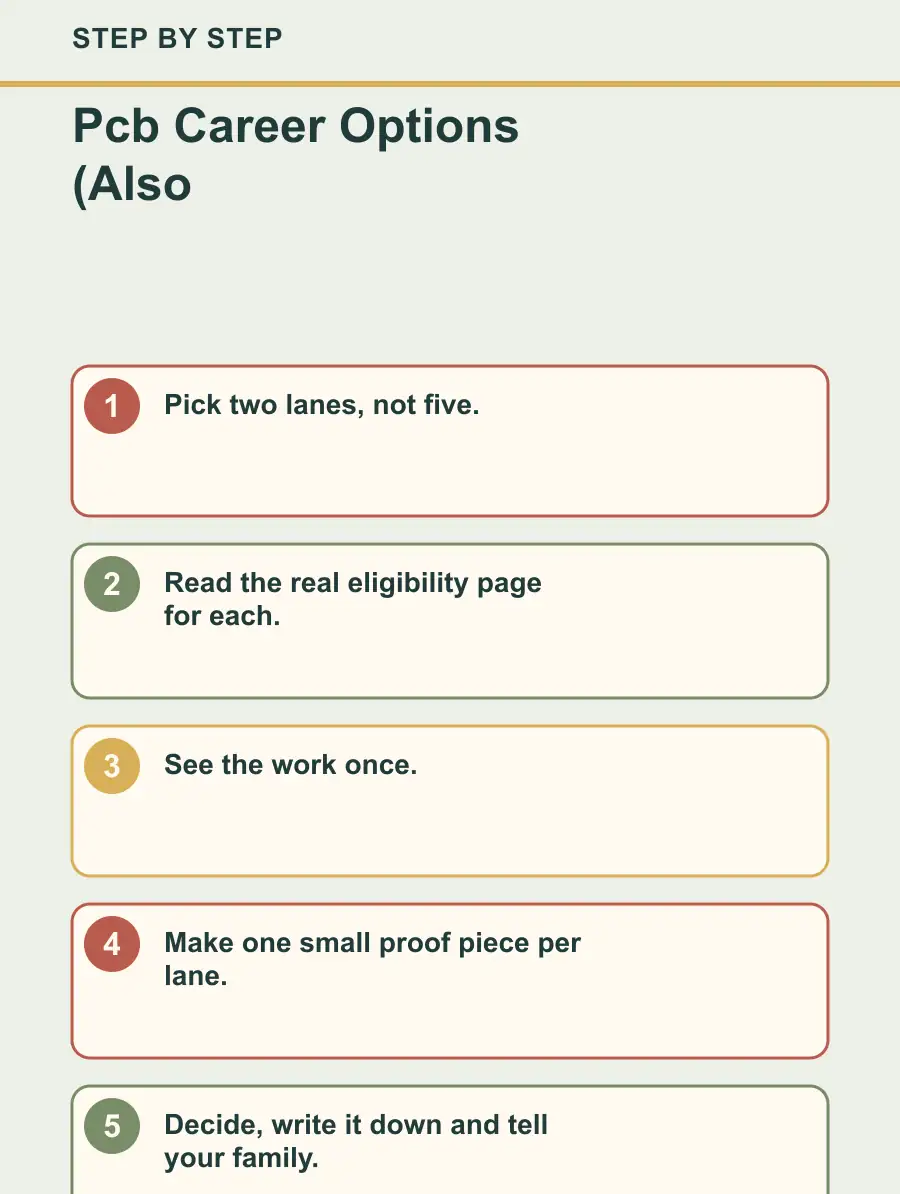 STEP BY STEP
Pcb Career Options
(Also
1
Pick two lanes, not five.
2
Read the real eligibility page
for each.
3
See the work once.
4
Make one small proof piece per
lane.
5
Decide, write it down and tell
your family.